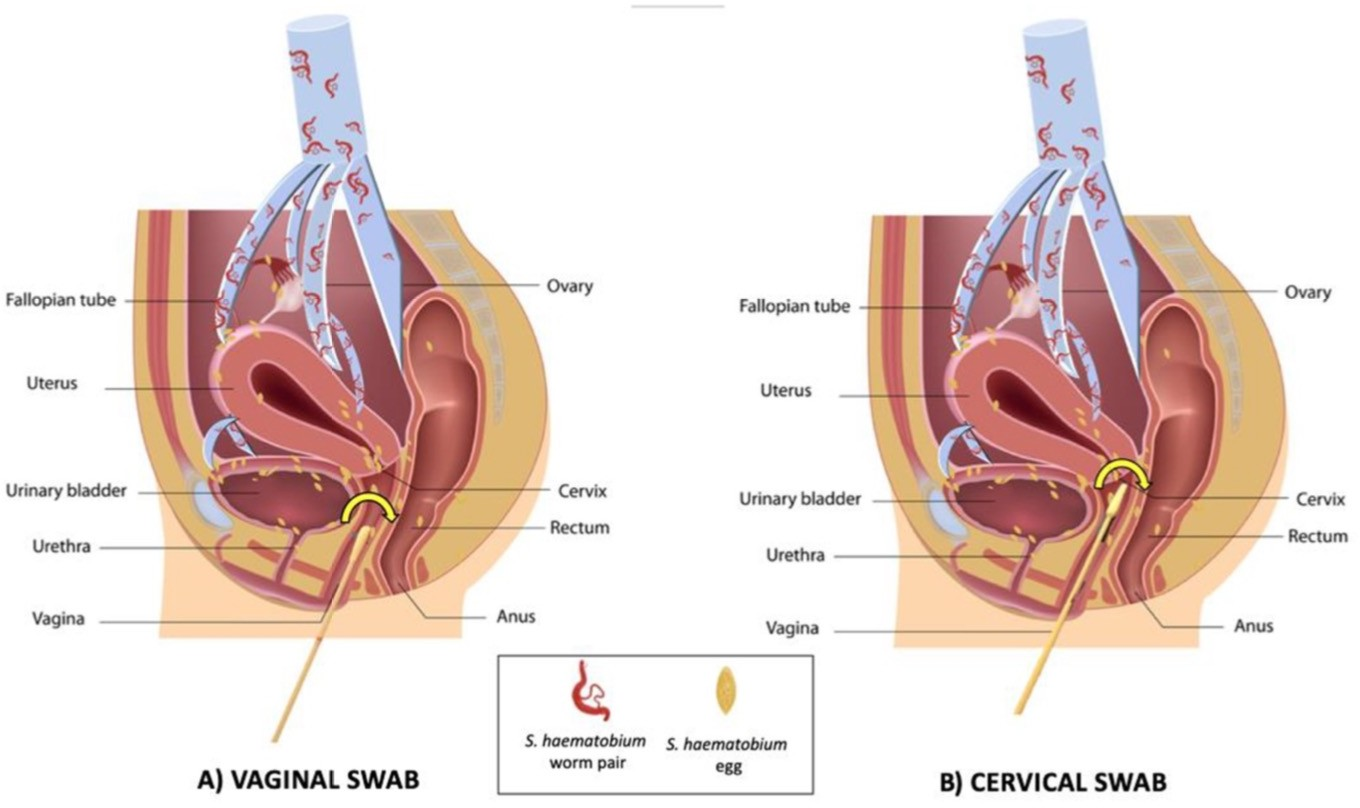 Fallopian tube
Uterus
Urinary bladder
Urethra
Vagina
Ovary
Cervix
Rectum
Anus
A) VAGINAL SWAB
S. haematobium
worm pair
S. haematobium
egg
Fallopian tube
Uterus
Urinary bladder
Urethra
Vagina
Ovary
Cervix
Rectum
Anus
B) CERVICAL SWAB